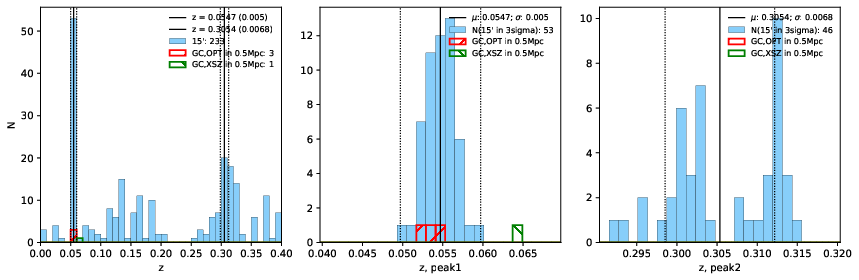 z = 0.0547 (0.005)
z = 0.3054 (0.0068)
15': 233
GC,OPT in 0.5Mpc: 3
GC,XSZ in 0.5Mpc: 1
50
40
30
20
10
0
N
0.00 0.05 0.10 0.15 0.20 0.25 0.30 0.35 0.40
z
μ: 0.0547; σ: 0.005
N(15' in 3sigma): 53
GC,OPT in 0.5Mpc
GC,XSZ in 0.5Mpc
12
10
8
6
4
2
0
0.040 0.045 0.050 0.055 0.060 0.065
z, peak1
μ: 0.3054; σ: 0.0068
N(15' in 3sigma): 46
GC,OPT in 0.5Mpc
GC,XSZ in 0.5Mpc
10
8
6
4
2
0
0.295 0.300 0.305 0.310 0.315 0.320
z, peak2